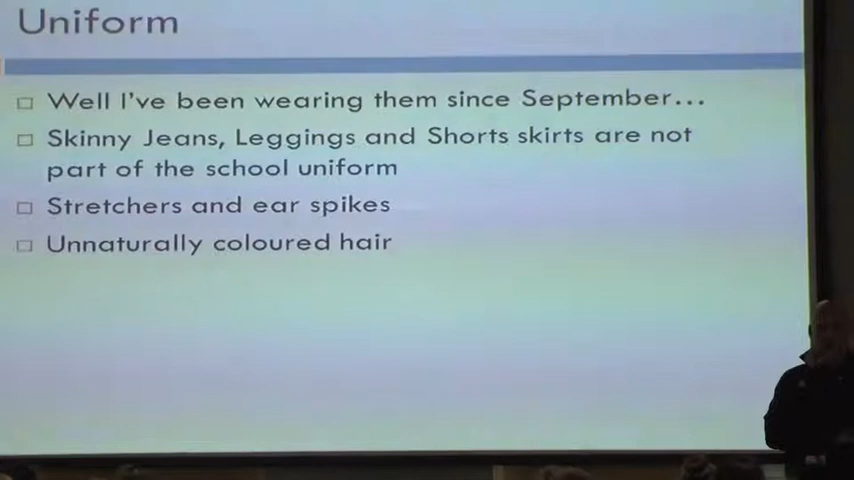 Uniform
Well I've been wearing them since September...
Skinny Jeans, Leggings and Shorts skirts are not
part of the school uniform
Stretchers and ear spikes
Unnaturally coloured hair